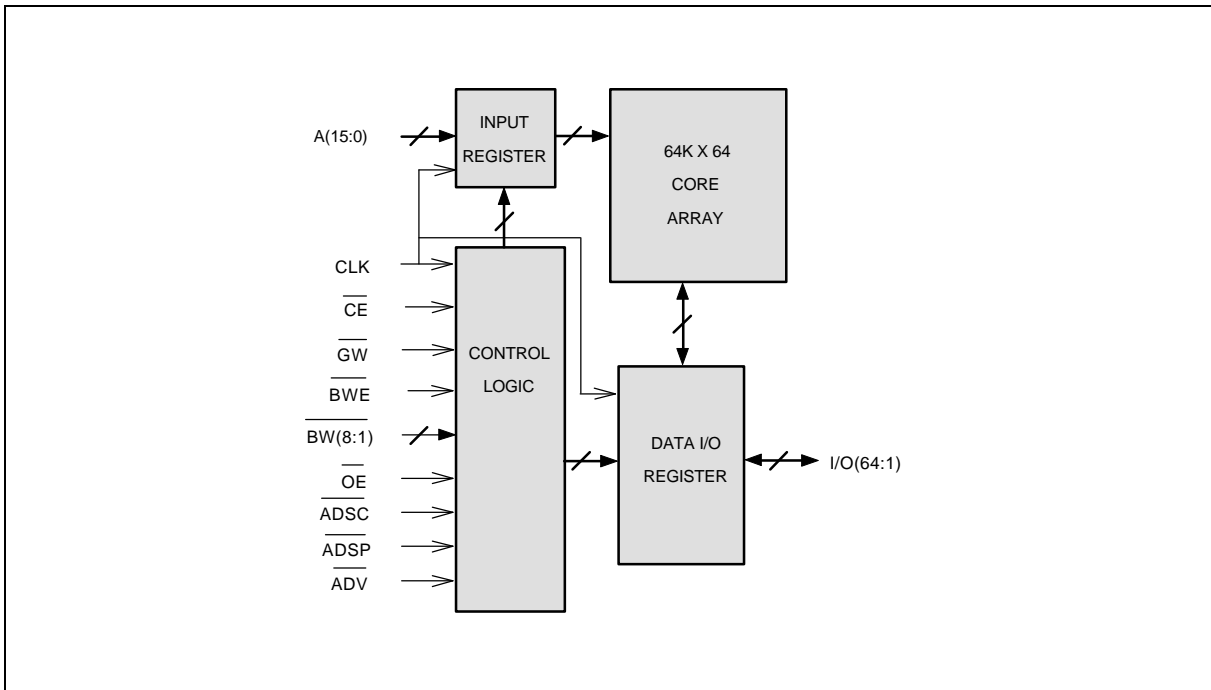 A(15:0)
INPUT
REGISTER
64K X 64
CORE
ARRAY
CLK
CE
GW
BWE
BW(8:1)
OE
ADSC
ADSP
ADV
CONTROL
LOGIC
DATA I/O
REGISTER
I/O(64:1)